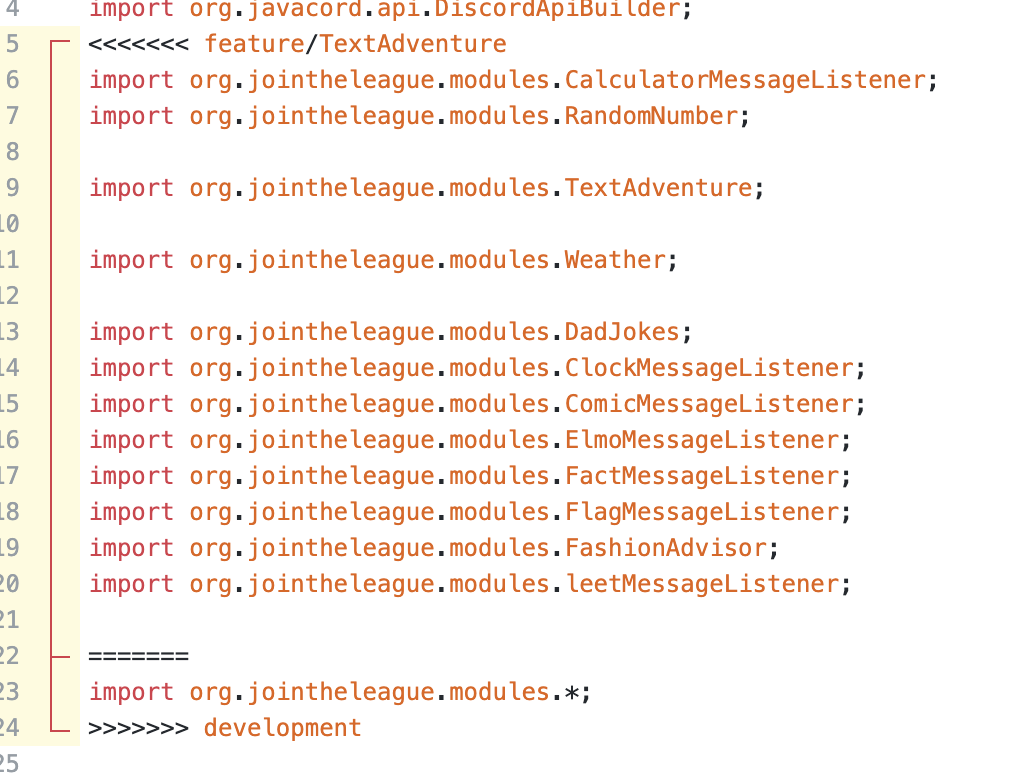 4 import org.javacord.api.DiscordApiBuilder;
5 <<<<<<< feature/TextAdventure
6 import org.jointheleague.modules.CalculatorMessageListener;
7 import org.jointheleague.modules.RandomNumber;
8
9 import org.jointheleague.modules.TextAdventure;
10
11 import org.jointheleague.modules.Weather;
12
13 import org.jointheleague.modules.DadJokes;
14 import org.jointheleague.modules.ClockMessageListener;
15 import org.jointheleague.modules.ComicMessageListener;
16 import org.jointheleague.modules.ElmoMessageListener;
17 import org.jointheleague.modules.FactMessageListener;
18 import org.jointheleague.modules.FlagMessageListener;
19 import org.jointheleague.modules.FashionAdvisor;
20 import org.jointheleague.modules.leetMessageListener;
21
22 =======
23 import org.jointheleague.modules.*;
24 >>>>>>> development
25